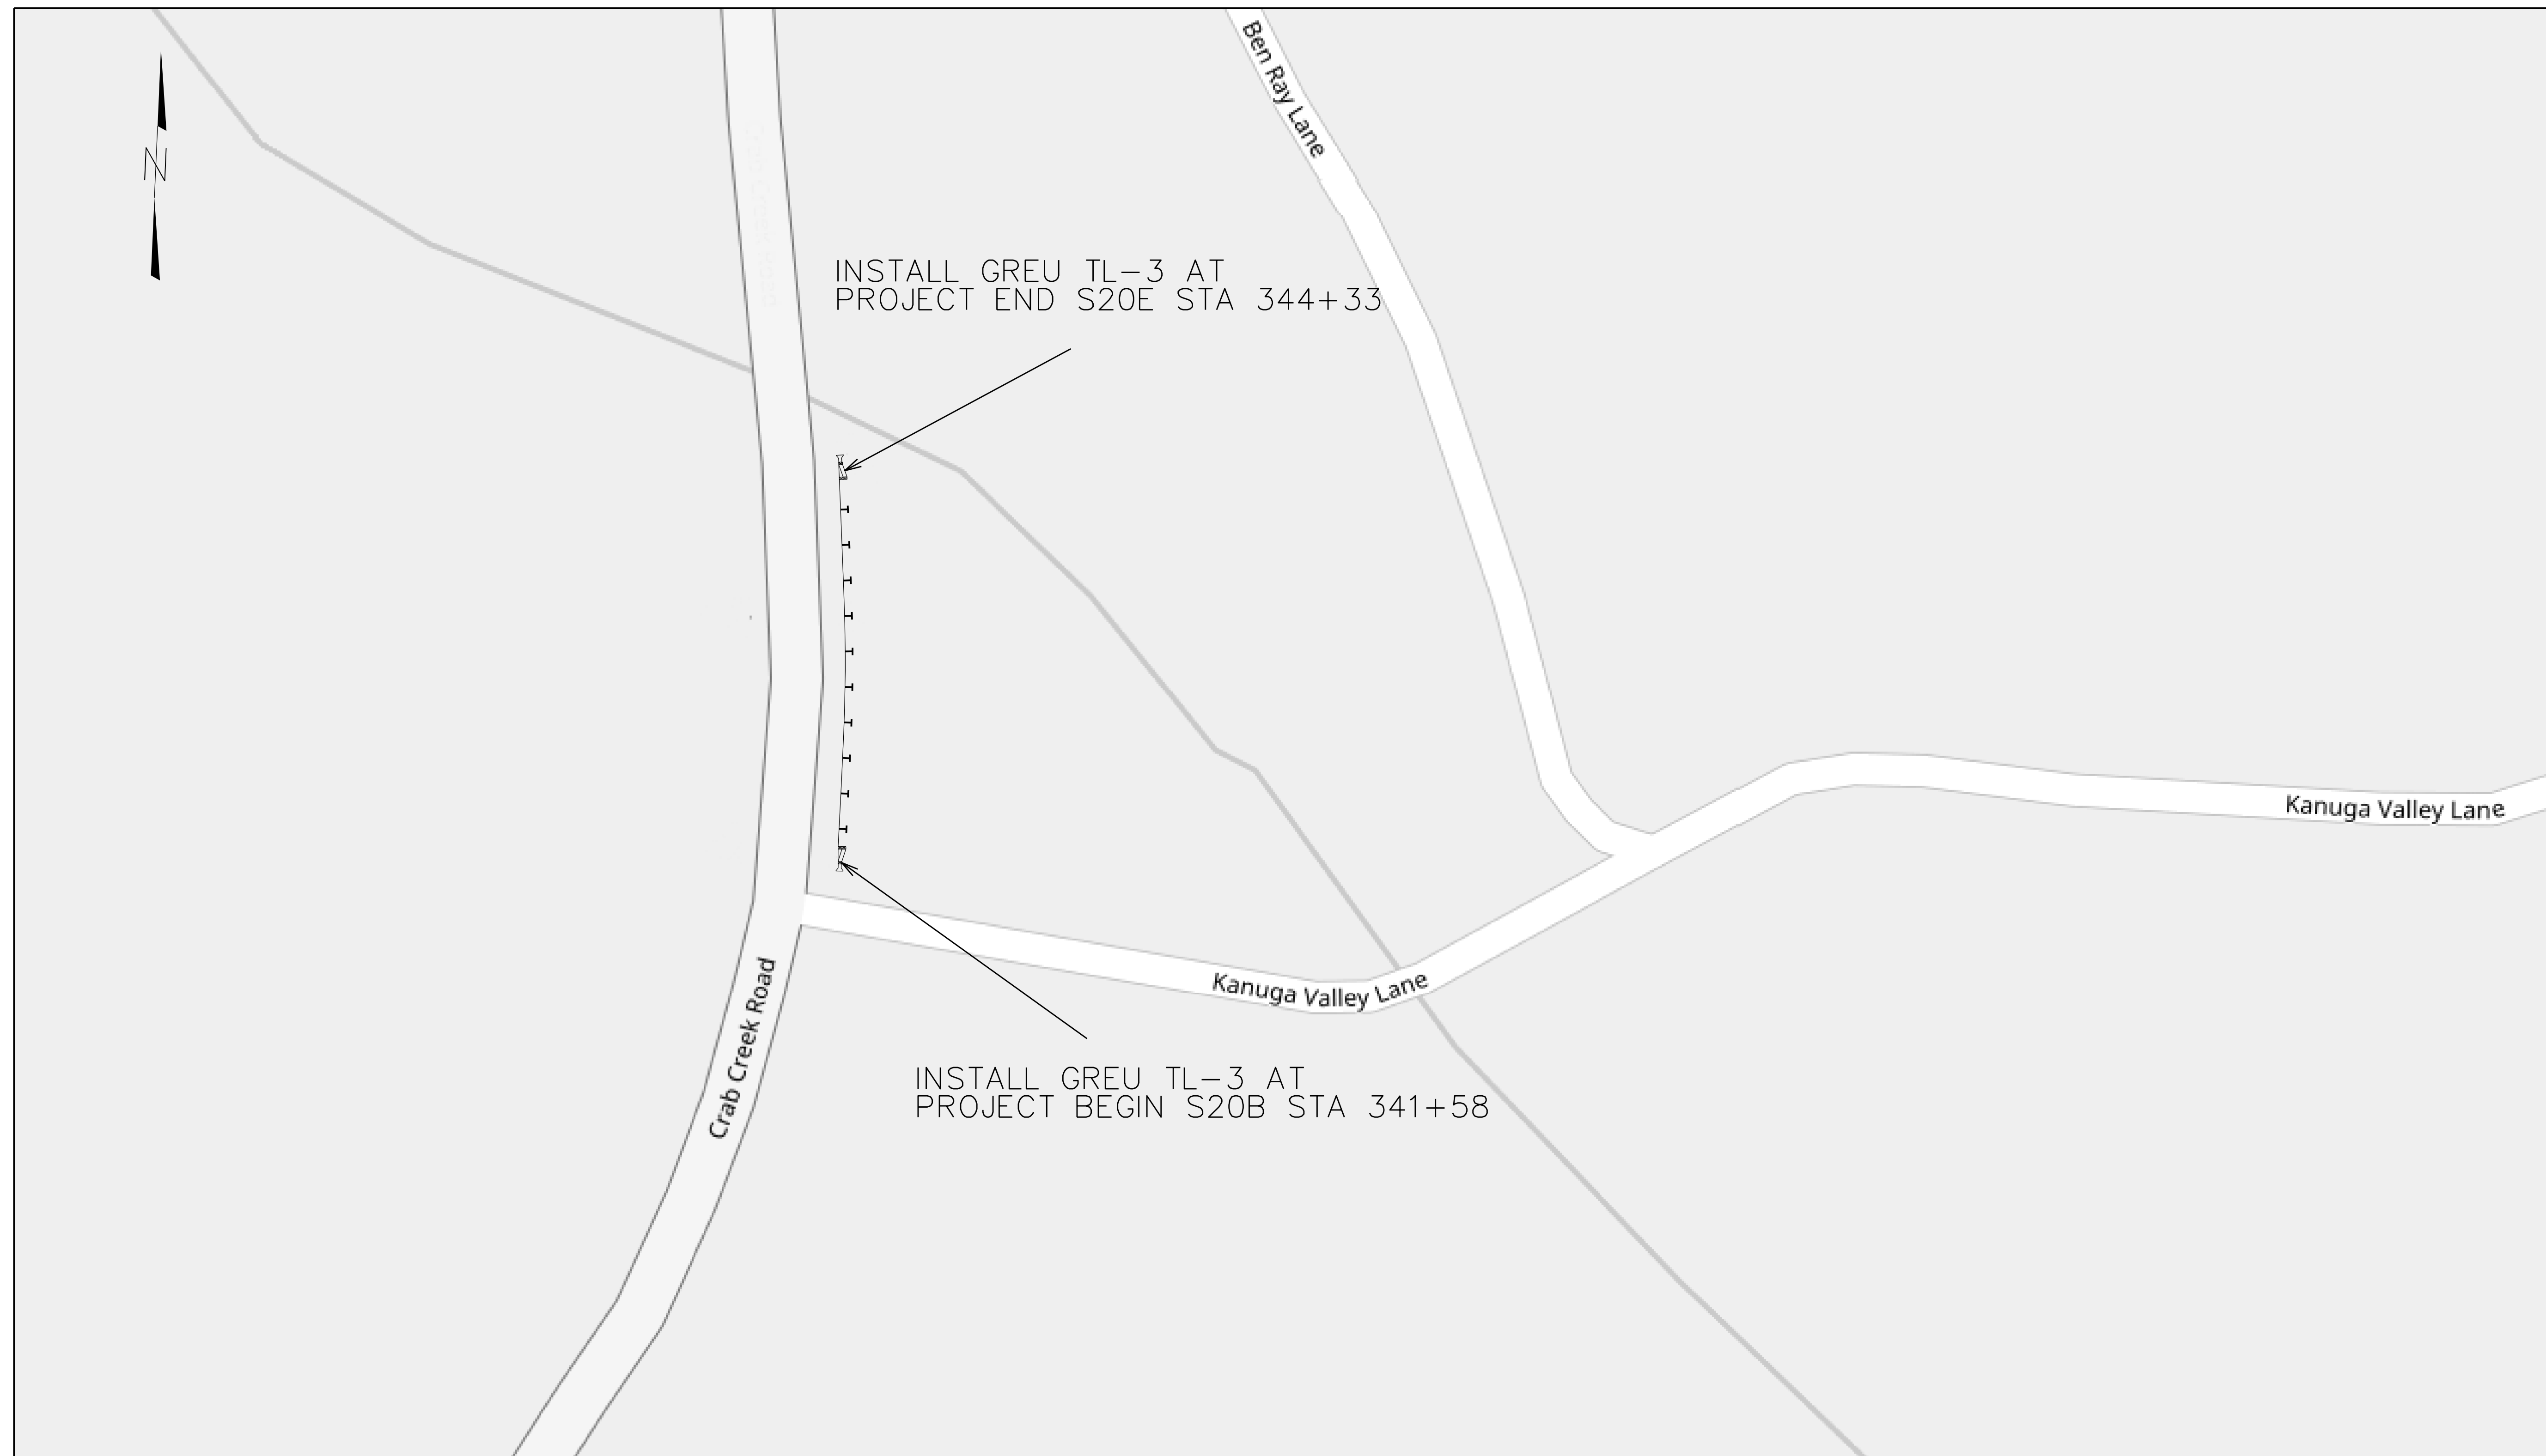 Ben Ray Lane
N
INSTALL GREU TL-3 AT
PROJECT END S20E STA 344+33
Kanuga Valley Lane
Kanuga Valley Lane
Crab Creek Road
INSTALL GREU TL-3 AT
PROJECT BEGIN S20B STA 341+58